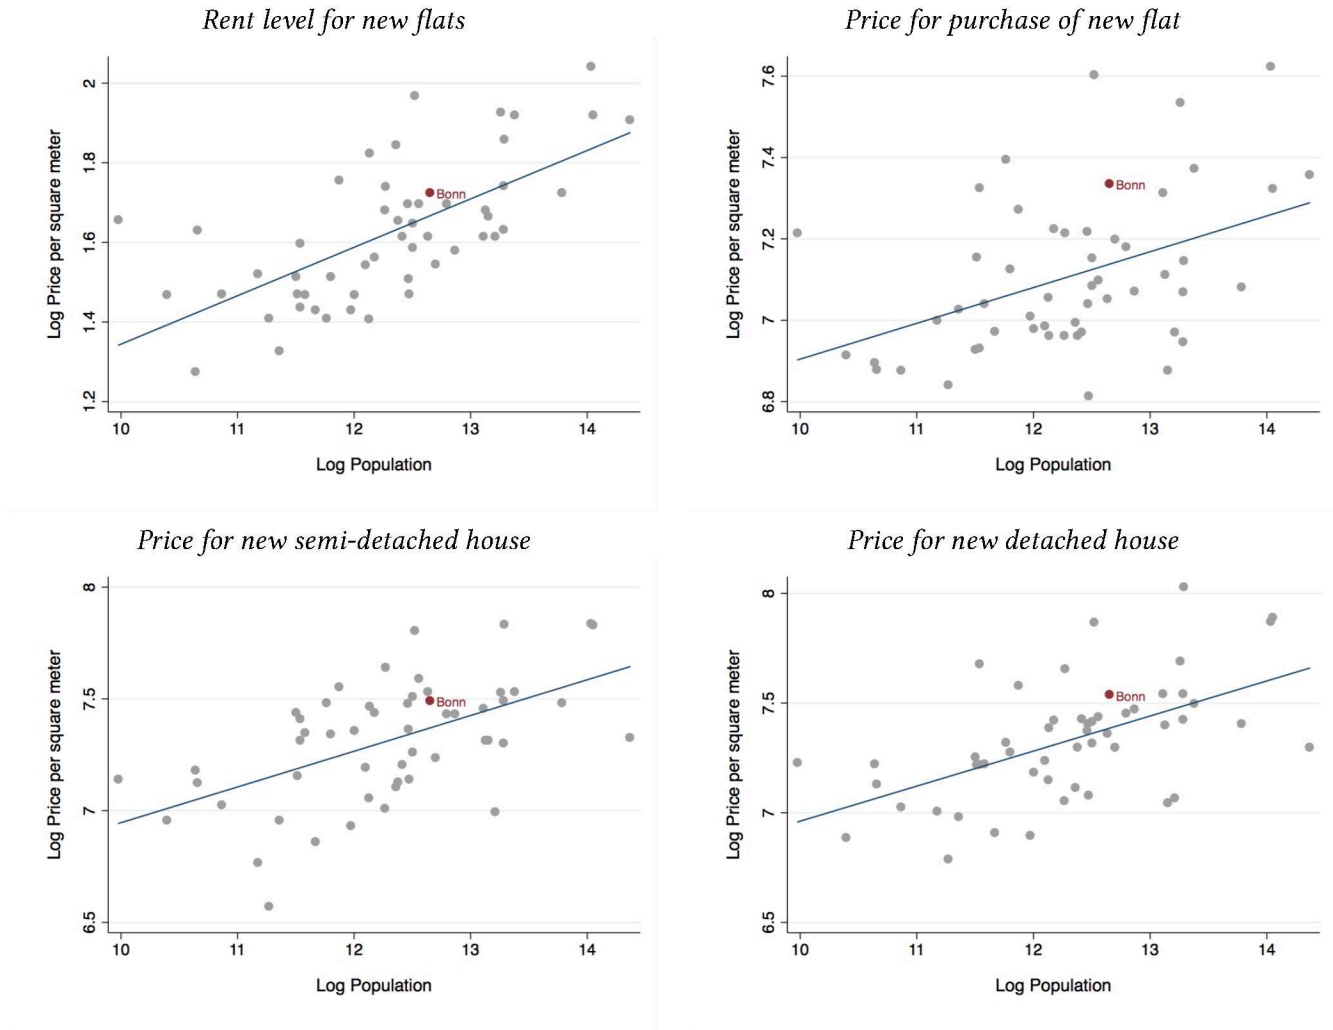 Rent level for new flats
Log Price per square meter
2
1.8
1.6
1.4
1.2
Bonn
10 11 12 13 14
Log Population
Price for purchase of new flat
Log Price per square meter
7.6
7.4
7.2
7
6.8
Bonn
10 11 12 13 14
Log Population
Price for new semi-detached house
Log Price per square meter
8
7.5
7
6.5
Bonn
10 11 12 13 14
Log Population
Price for new detached house
Log Price per square meter
8
7.5
7
6.5
Bonn
10 11 12 13 14
Log Population